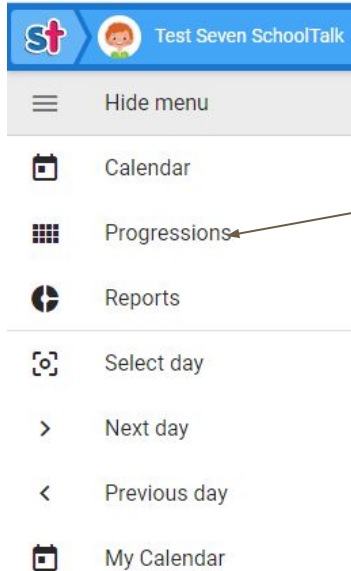 st Test Seven SchoolTalk
Hide menu
Calendar
Progressions
Reports
Select day
Next day
Previous day
My Calendar